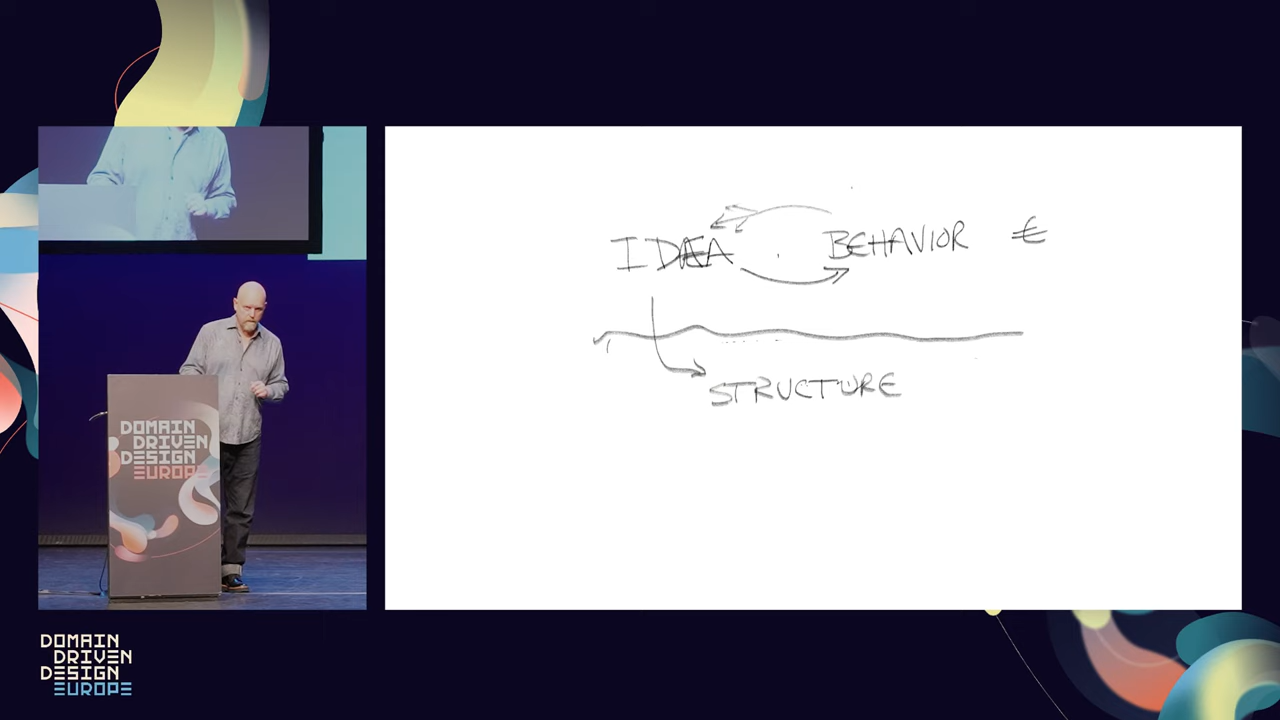 IDEA BEHAVIOR €
STRUCTURE
DOMAIN
DRIVEN
DESIGN
EUROPE
DOMAIN
DRIVEN
DESIGN
EUROPE